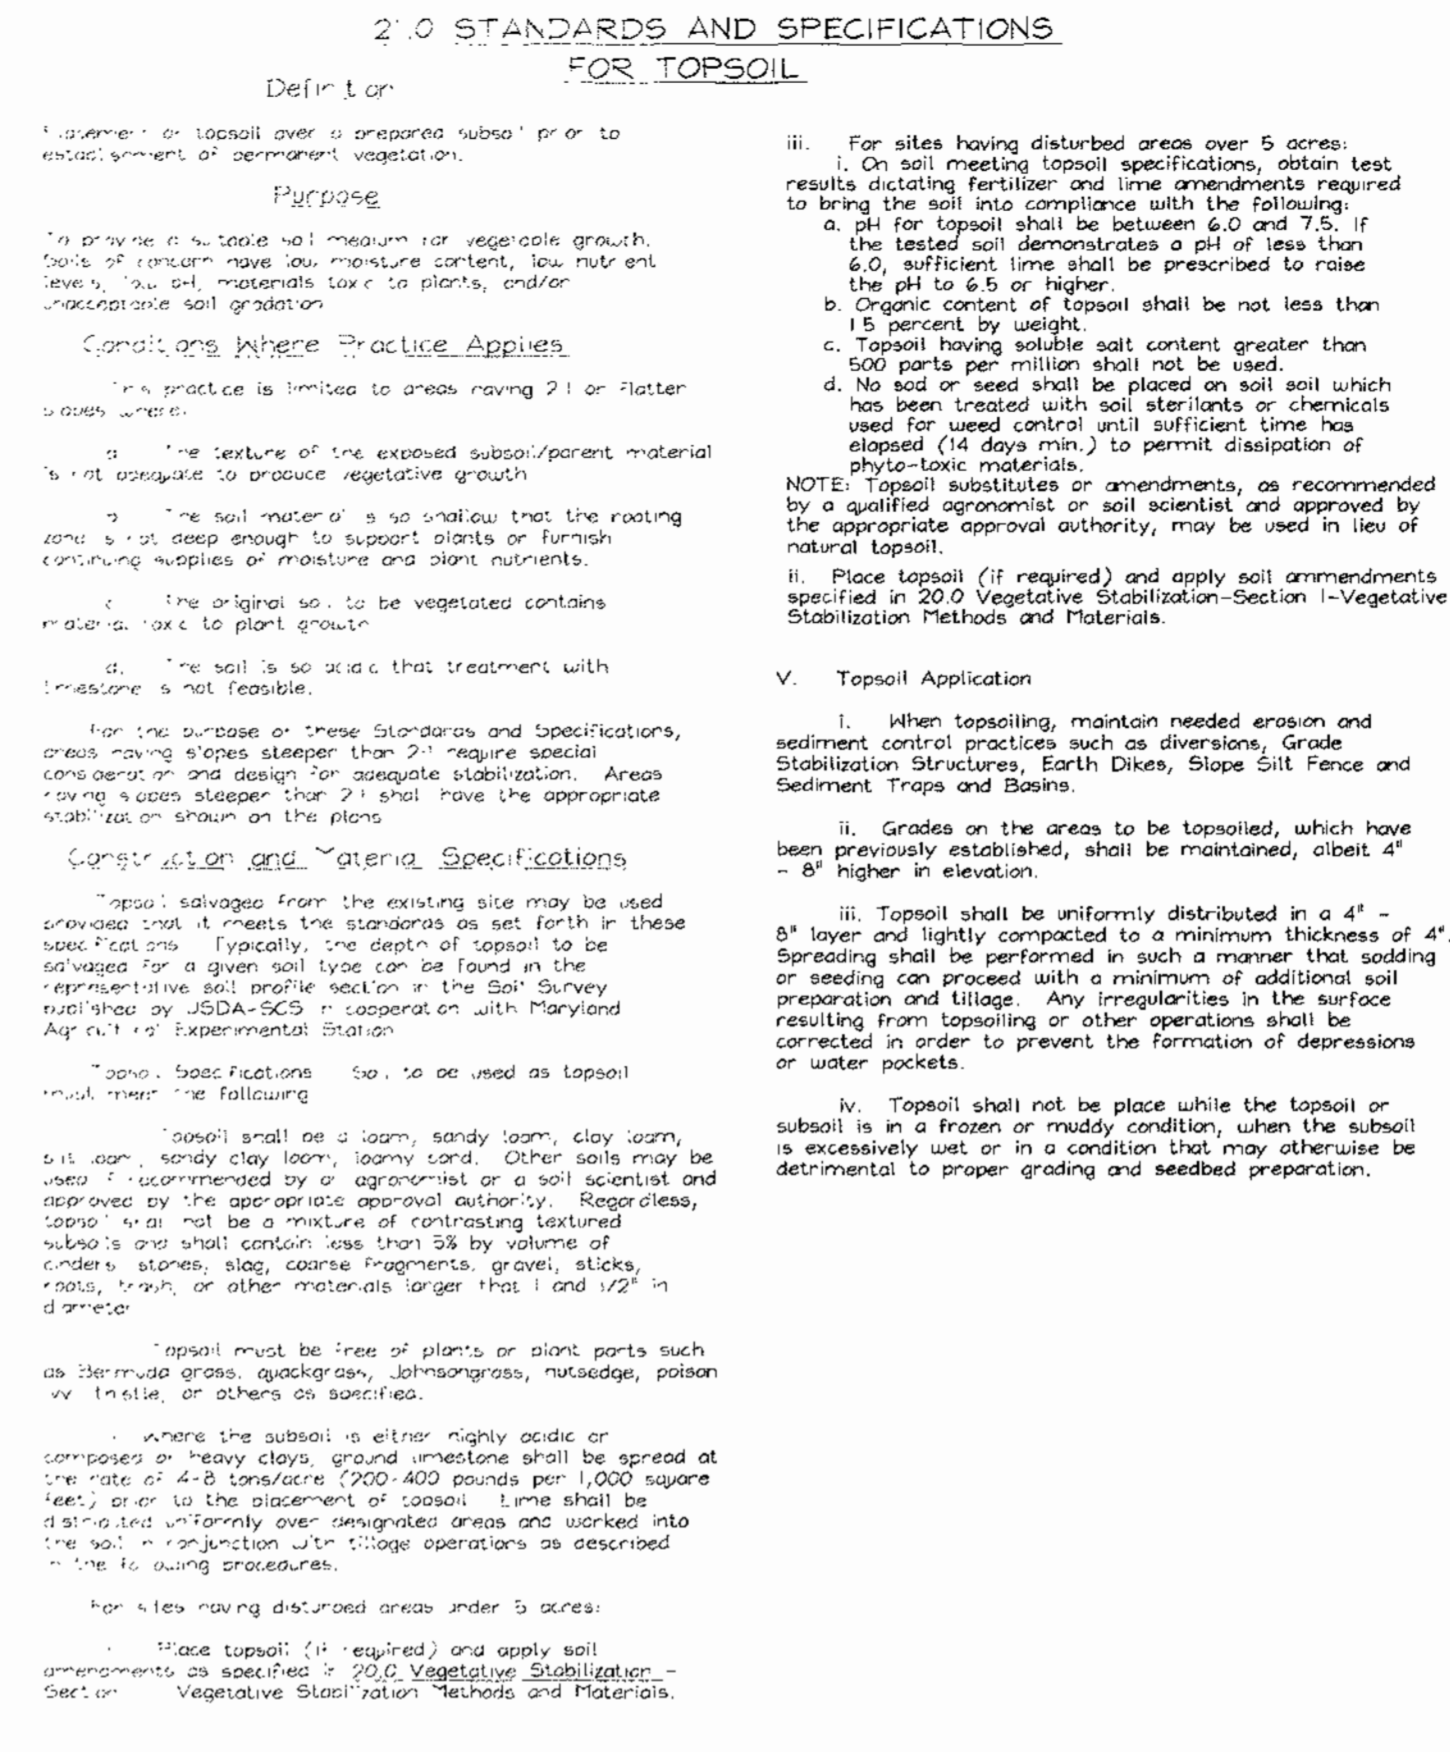 STANDARDS AND SPECIFICATIONS
FOR TOPSOIL
Definition
topsoil over a prepared subsoil prior to
establishment of permanent vegetation.
Purpose
To provide a suitable soil medium for vegetable growth.
Soils of concern have low moisture content, low nutrient
levels, low pH, materials toxic to plants, and/or
unacceptable soil gradation
Conditions Where Practice Applies
This practice is limited to areas having 2:1 or flatter
slopes where:
a. The texture of the exposed subsoil/parent material
is not adequate to produce vegetative growth
b. The soil material is so shallow that the rooting
zone is not deep enough to support plants or furnish
continuing supplies of moisture and plant nutrients.
c. The original soil to be vegetated contains
material toxic to plant growth
d. The soil is so acidic that treatment with
limestone is not feasible.
For the purpose of these Standards and Specifications,
areas having slopes steeper than 2:1 require special
consideration and design for adequate stabilization. Areas
having slopes steeper than 2:1 shall have the appropriate
stabilization shown on the plans
Construction and Material Specifications
Topsoil salvaged from the existing site may be used
provided that it meets the standards as set forth in these
specifications Typically, the depth of topsoil to be
salvaged for a given soil type can be found in the
representative soil profile section in the Soil Survey
published by USDA-SCS in cooperation with Maryland
Agricultural Experimental Station
Topsoil Specifications Soil to be used as topsoil
must meet the following
Topsoil shall be a loam, sandy loam, clay loam,
silt loam, sandy clay loam, loamy sand. Other soils may be
used if recommended by an agronomist or a soil scientist and
approved by the appropriate approval authority. Regardless,
topsoil shall not be a mixture of contrasting textured
subsoils and shall contain less than 5% by volume of
cinders stones, slag, coarse fragments, gravel, sticks,
roots, trash, or other materials larger that 1 and 1/2" in
diameter
Topsoil must be free of plants or plant parts such
as Bermuda grass, quackgrass, Johnsongrass, nutsedge, poison
ivy thistle, or others as specified.
Where the subsoil is either highly acidic or
composed of heavy clays, ground limestone shall be spread at
the rate of 4-8 tons/acre (200-400 pounds per 1,000 square
feet) prior to the placement of topsoil Lime shall be
distributed uniformly over designated areas and worked into
the soil in conjunction with tillage operations as described
in the following procedures.
For sites having disturbed areas under 5 acres:
Place topsoil (if required) and apply soil
amendments as specified in 20.0 Vegetative Stabilization -
Section Vegetative Stabilization Methods and Materials.
iii. For sites having disturbed areas over 5 acres:
i. On soil meeting topsoil specifications, obtain test
results dictating fertilizer and lime amendments required
to bring the soil into compliance with the following:
a. pH for topsoil shall be between 6.0 and 7.5. If
the tested soil demonstrates a pH of less than
6.0, sufficient lime shall be prescribed to raise
the pH to 6.5 or higher.
b. Organic content of topsoil shall be not less than
1 5 percent by weight.
c. Topsoil having soluble salt content greater than
500 parts per million shall not be used.
d. No sod or seed shall be placed on soil soil which
has been treated with soil sterilants or chemicals
used for weed control until sufficient time has
elapsed (14 days min.) to permit dissipation of
phyto-toxic materials.
NOTE: Topsoil substitutes or amendments, as recommended
by a qualified agronomist or soil scientist and approved by
the appropriate approval authority, may be used in lieu of
natural topsoil.
ii. Place topsoil (if required) and apply soil ammendments
specified in 20.0 Vegetative Stabilization-Section I-Vegetative
Stabilization Methods and Materials.
V. Topsoil Application
i. When topsoiling, maintain needed erosion and
sediment control practices such as diversions, Grade
Stabilization Structures, Earth Dikes, Slope Silt Fence and
Sediment Traps and Basins.
ii. Grades on the areas to be topsoiled, which have
been previously established, shall be maintained, albeit 4"
- 8" higher in elevation.
iii. Topsoil shall be uniformly distributed in a 4" -
8" layer and lightly compacted to a minimum thickness of 4".
Spreading shall be performed in such a manner that sodding
or seeding can proceed with a minimum of additional soil
preparation and tillage. Any irregularities in the surface
resulting from topsoiling or other operations shall be
corrected in order to prevent the formation of depressions
or water pockets.
iv. Topsoil shall not be place while the topsoil or
subsoil is in a frozen or muddy condition, when the subsoil
is excessively wet or in a condition that may otherwise be
detrimental to proper grading and seedbed preparation.